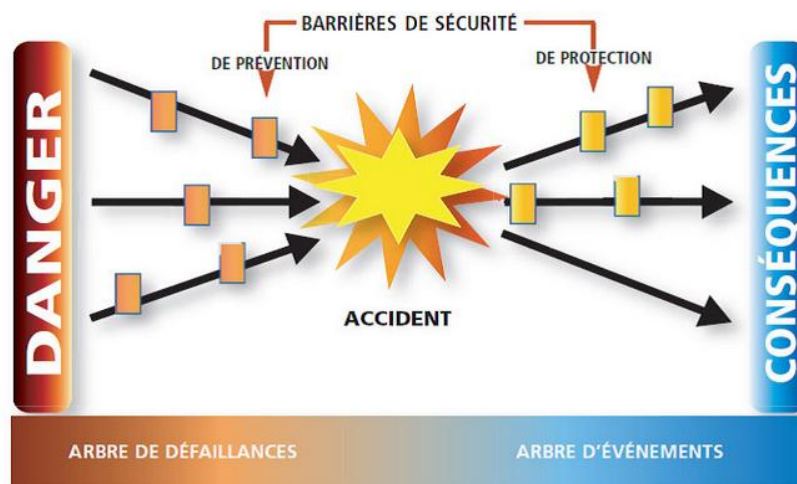 BARRIÈRES DE SÉCURITÉ
DE PRÉVENTION
DE PROTECTION
DANGER
ACCIDENT
CONSÉQUENCES
ARBRE DE DÉFAILLANCES
ARBRE D'ÉVÉNEMENTS